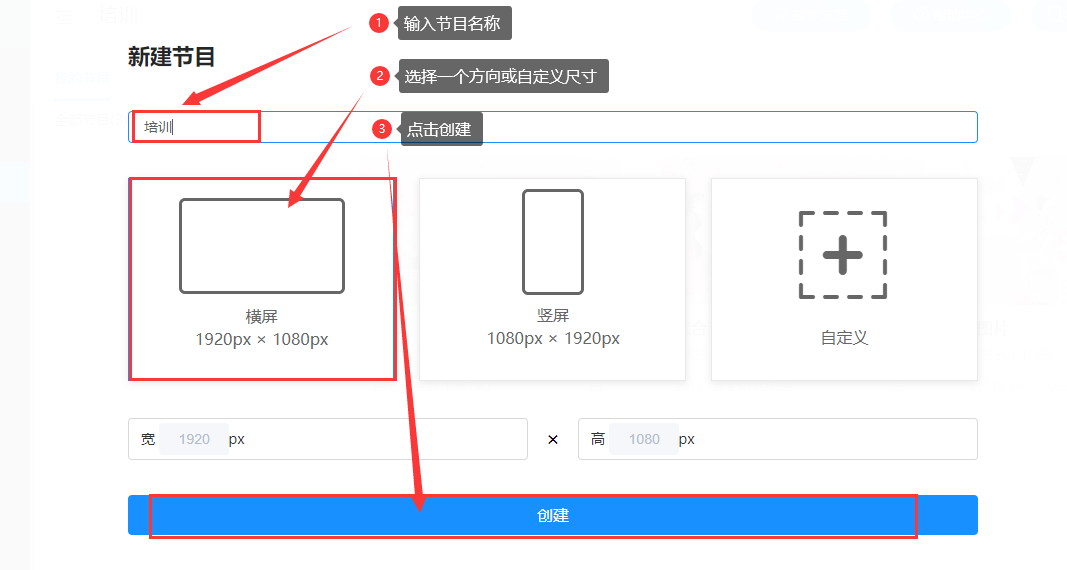 1 输入节目名称
新建节目
2 选择一个方向或自定义尺寸
培训
3 点击创建
横屏
1920px × 1080px
竖屏
1080px × 1920px
自定义
宽 1920 px × 高 1080 px
创建